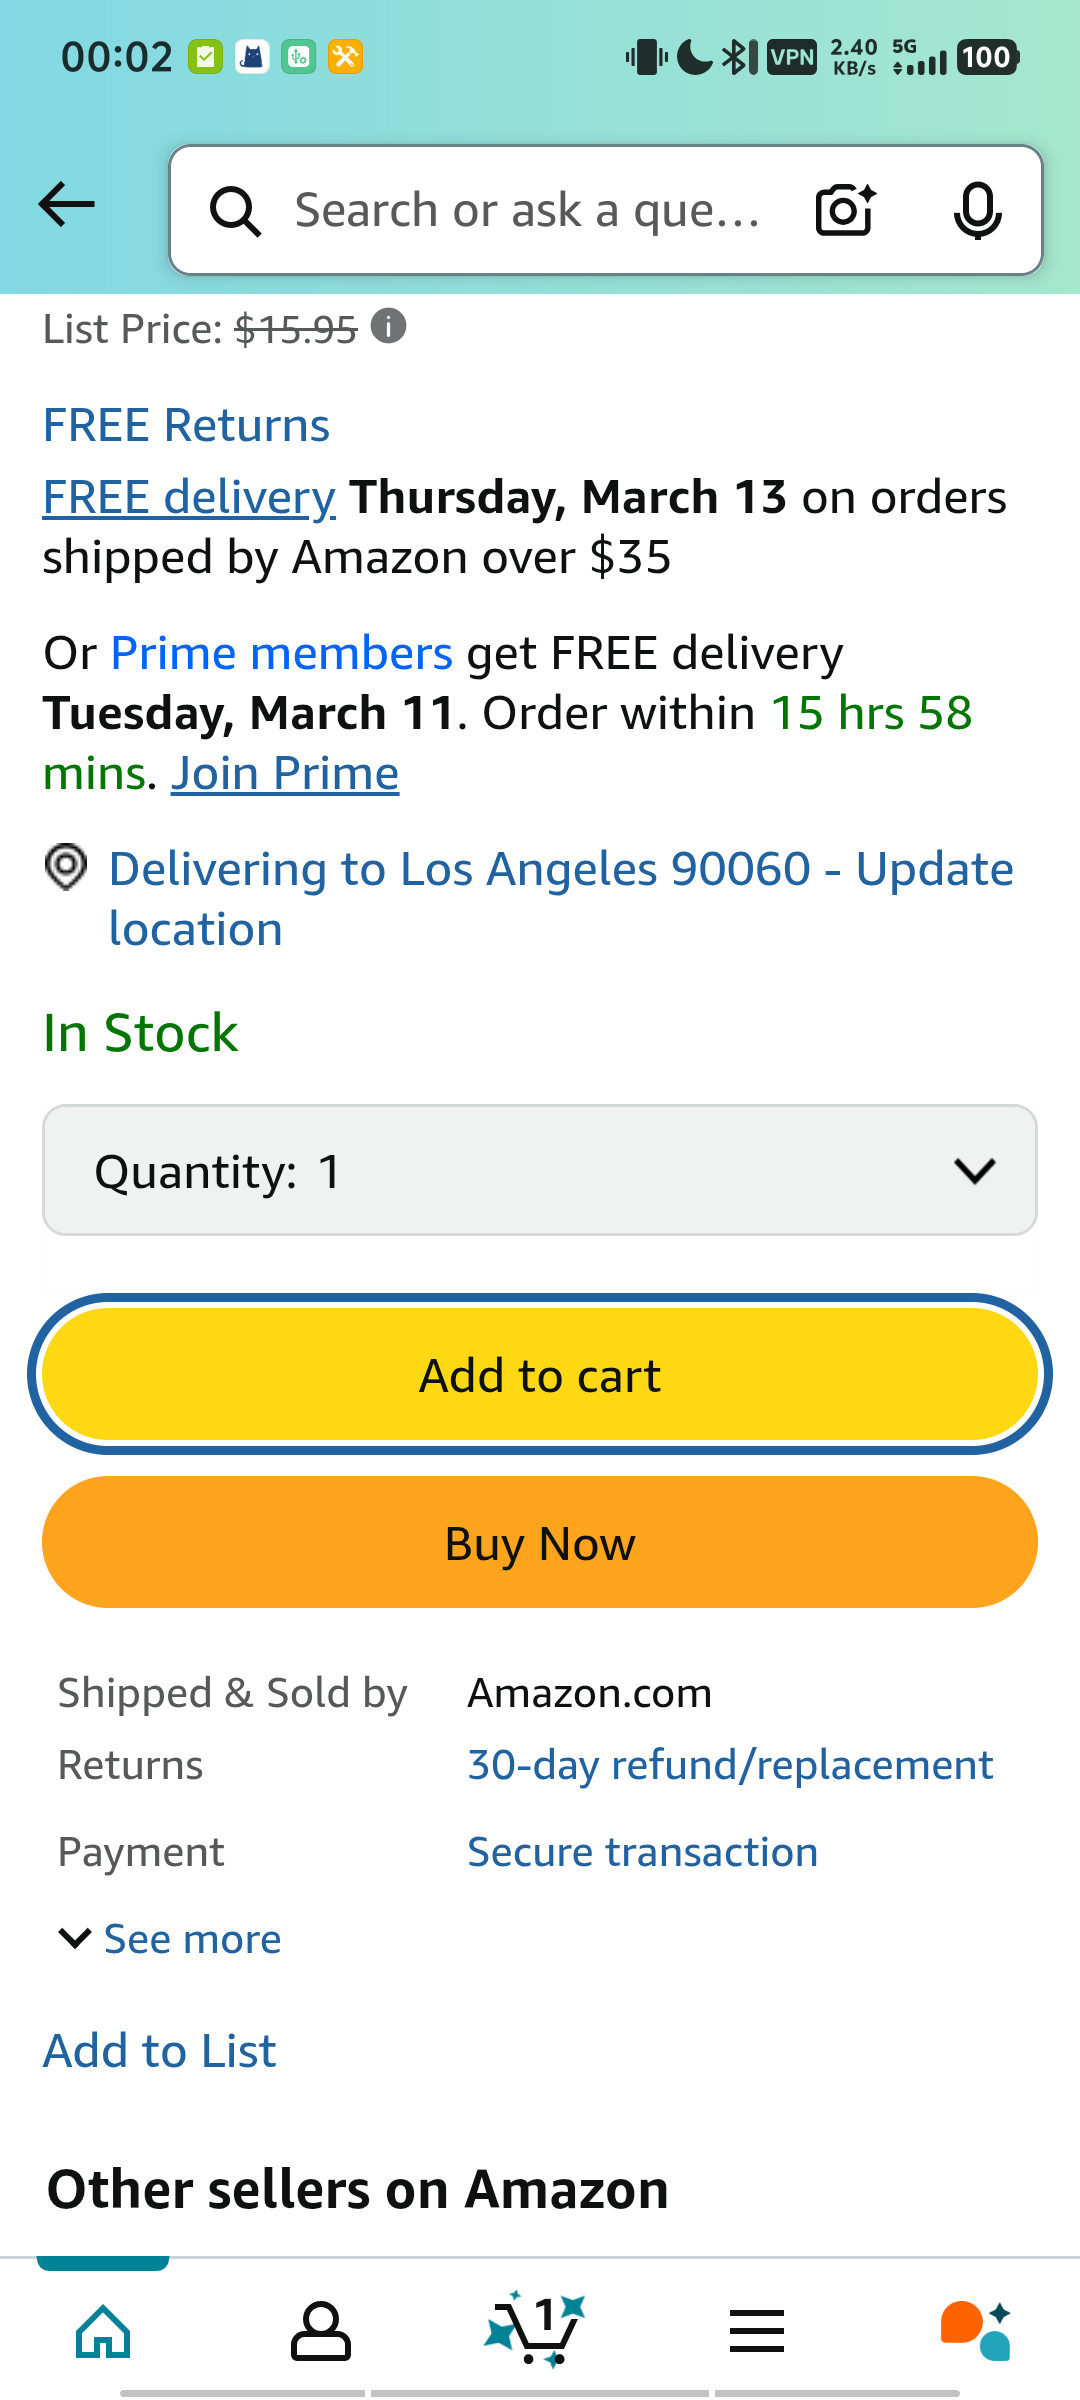 00:02
VPN 2.40 KB/s 5G 100
Search or ask a que...
List Price: $15.95
FREE Returns
FREE delivery Thursday, March 13 on orders
shipped by Amazon over $35
Or Prime members get FREE delivery
Tuesday, March 11. Order within 15 hrs 58
mins. Join Prime
Delivering to Los Angeles 90060 - Update
location
In Stock
Quantity: 1
Add to cart
Buy Now
Shipped & Sold by Amazon.com
Returns 30-day refund/replacement
Payment Secure transaction
See more
Add to List
Other sellers on Amazon
1